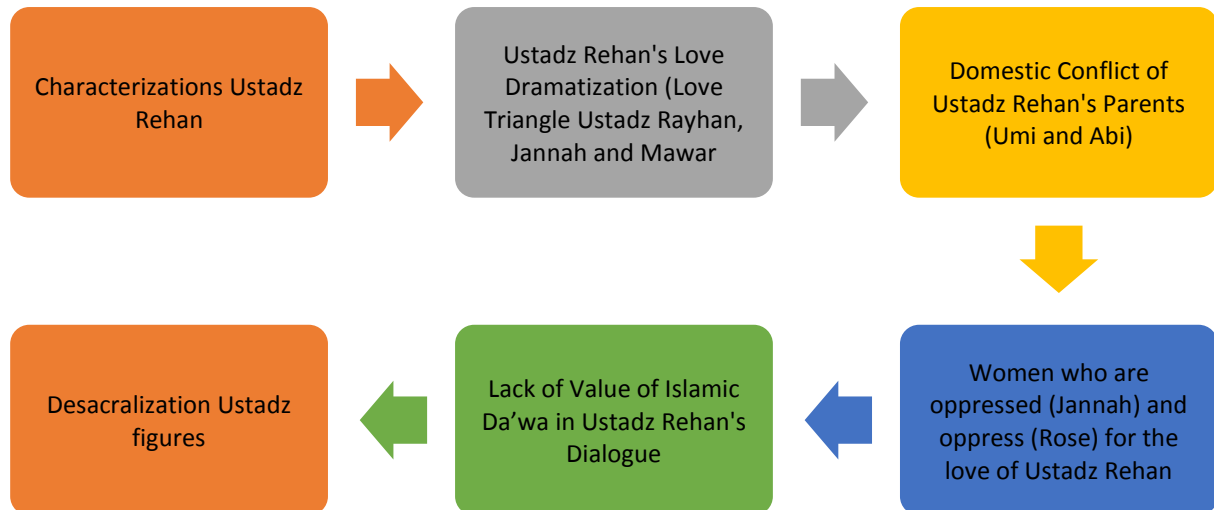 Characterizations Ustadz
Rehan
Ustadz Rehan's Love
Dramatization (Love
Triangle Ustadz Rayhan,
Jannah and Mawar
Domestic Conflict of
Ustadz Rehan's Parents
(Umi and Abi)
Women who are
oppressed (Jannah) and
oppress (Rose) for the
love of Ustadz Rehan
Lack of Value of Islamic
Da’wa in Ustadz Rehan's
Dialogue
Desacralization Ustadz
figures